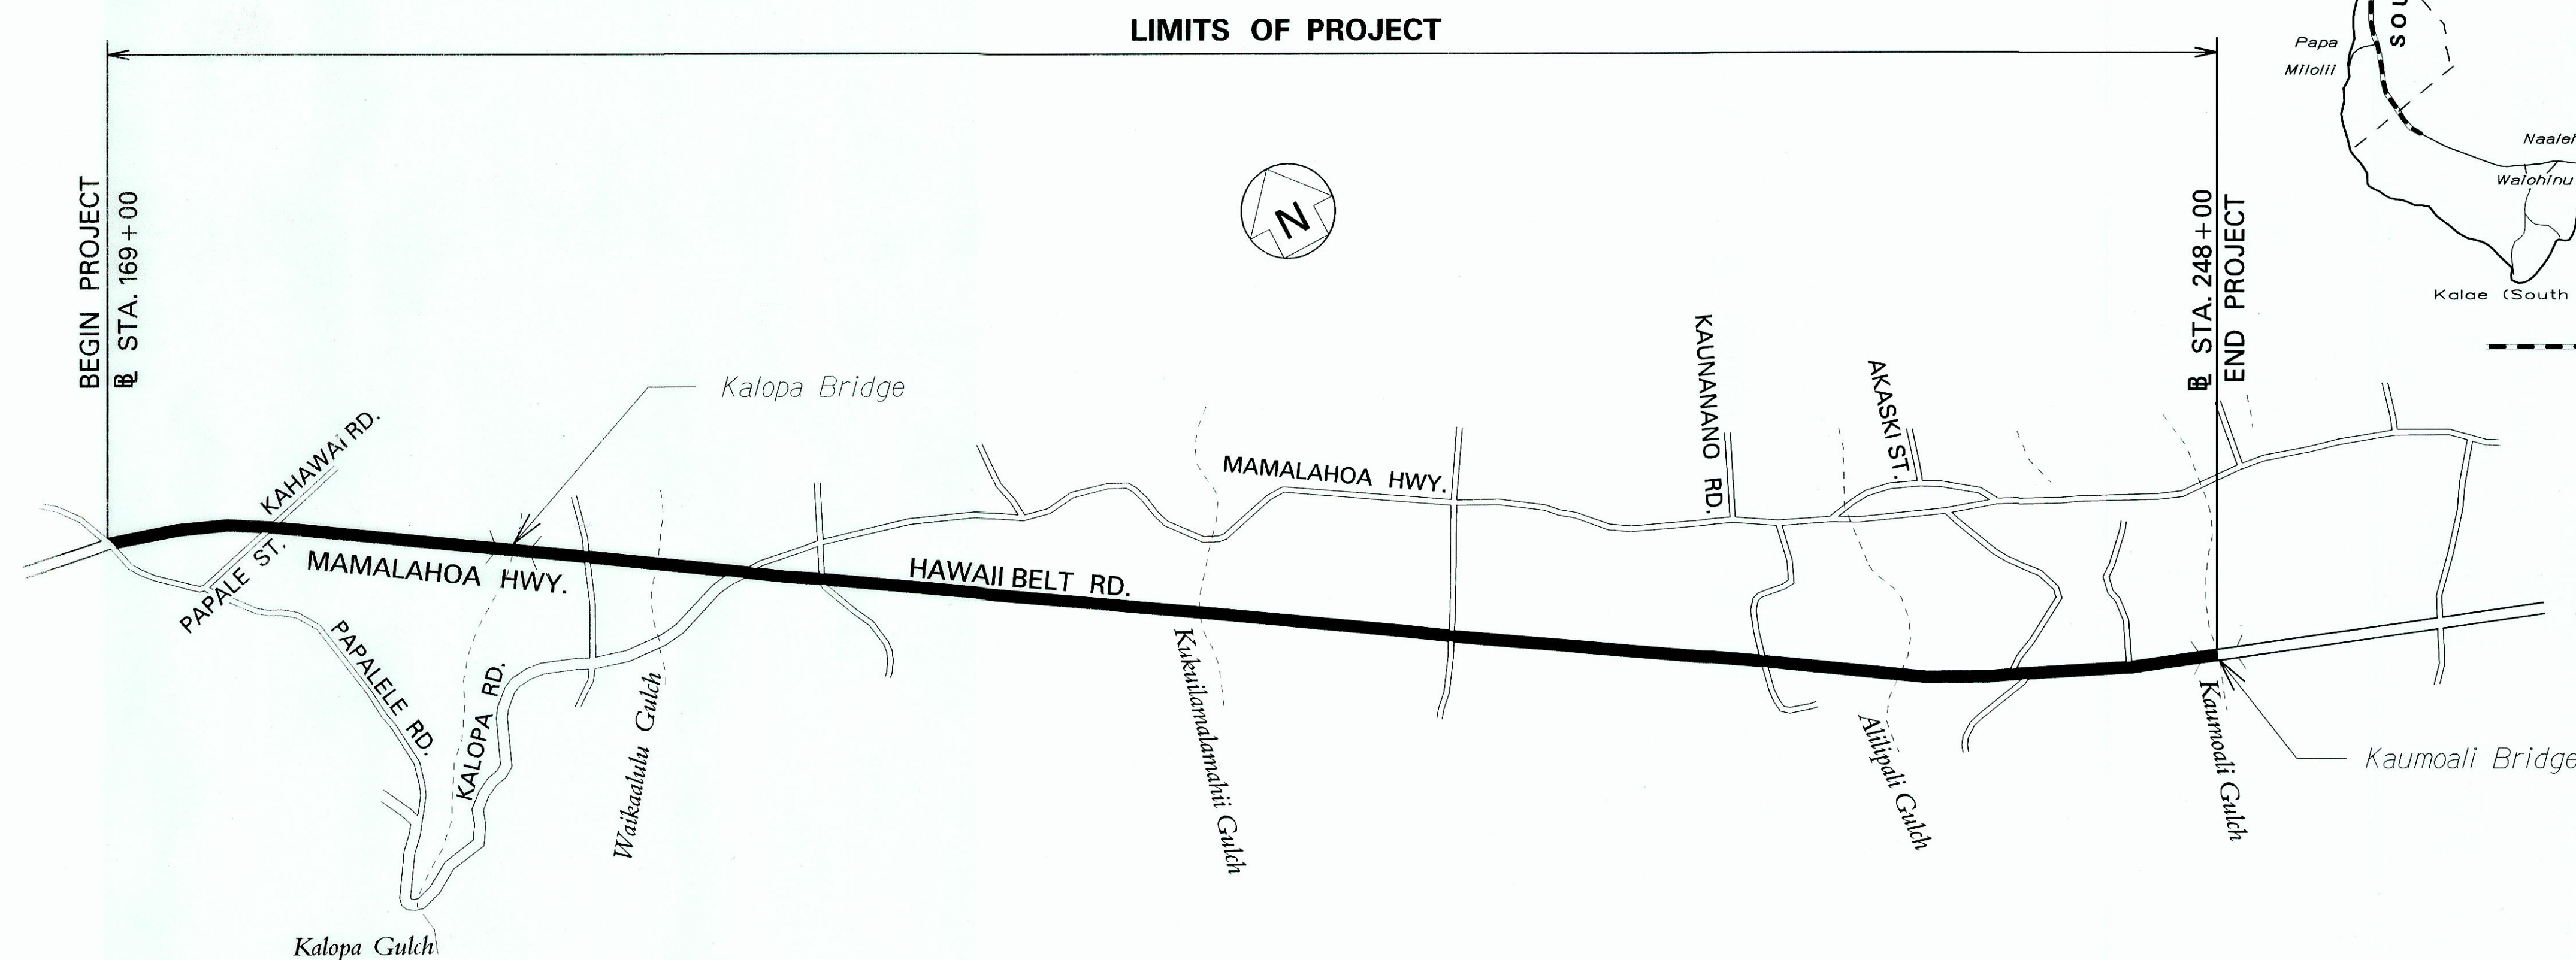 LIMITS OF PROJECT
BEGIN PROJECT
BL STA. 169+00
N
BL STA. 248+00
END PROJECT
Papa
Milolii
Waiohinu
Kalae (South
Kalopa Bridge
KAHAWAi RD.
PAPALE ST.
MAMALAHOA HWY.
HAWAII BELT RD.
MAMALAHOA HWY.
KAUNANANO RD.
AKASKI ST.
PAPALELE RD.
KALOPA RD.
Waikaalulu Gulch
Kukuilamalamahii Gulch
Alilipali Gulch
Kaumoali Gulch
Kaumoali Bridge
Kalopa Gulch